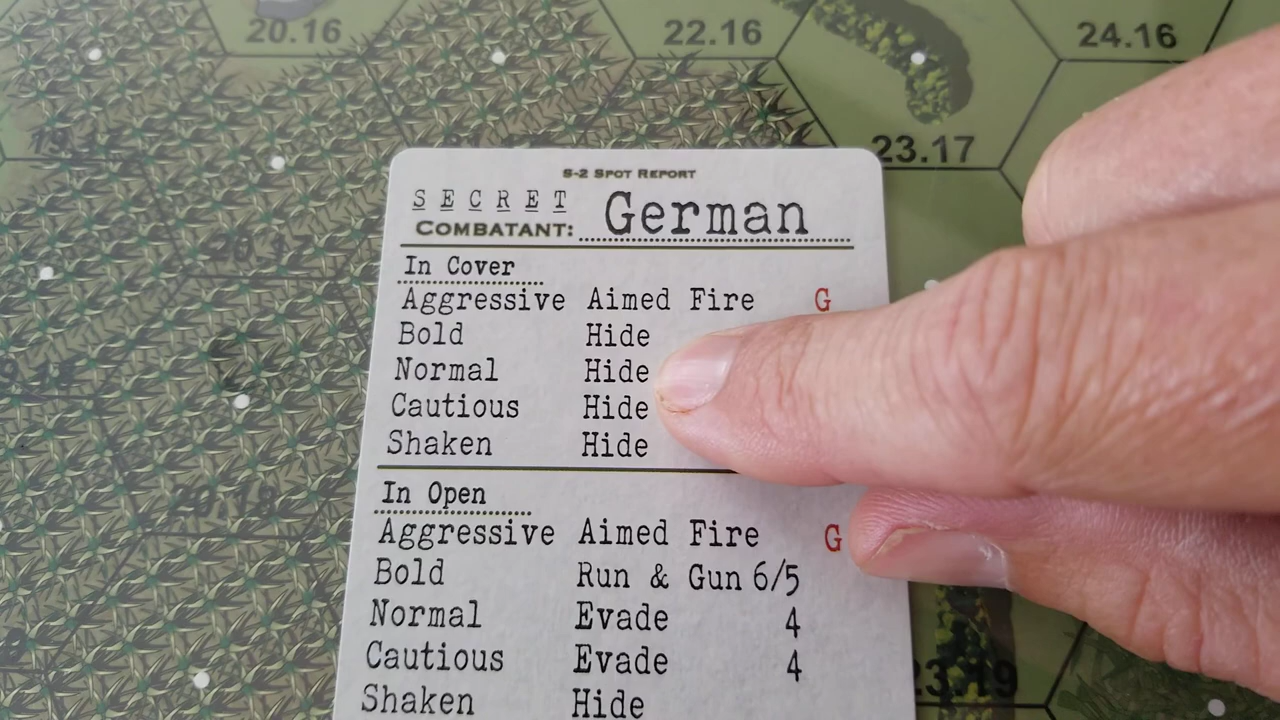 20.16
22.16
24.16
23.17
S-2 SPOT REPORT
SECRET
COMBATANT: German
In Cover
Aggressive Aimed Fire G
Bold Hide
Normal Hide
Cautious Hide
Shaken Hide
In Open
Aggressive Aimed Fire G
Bold Run & Gun 6/5
Normal Evade 4
Cautious Evade 4
Shaken Hide
23.19